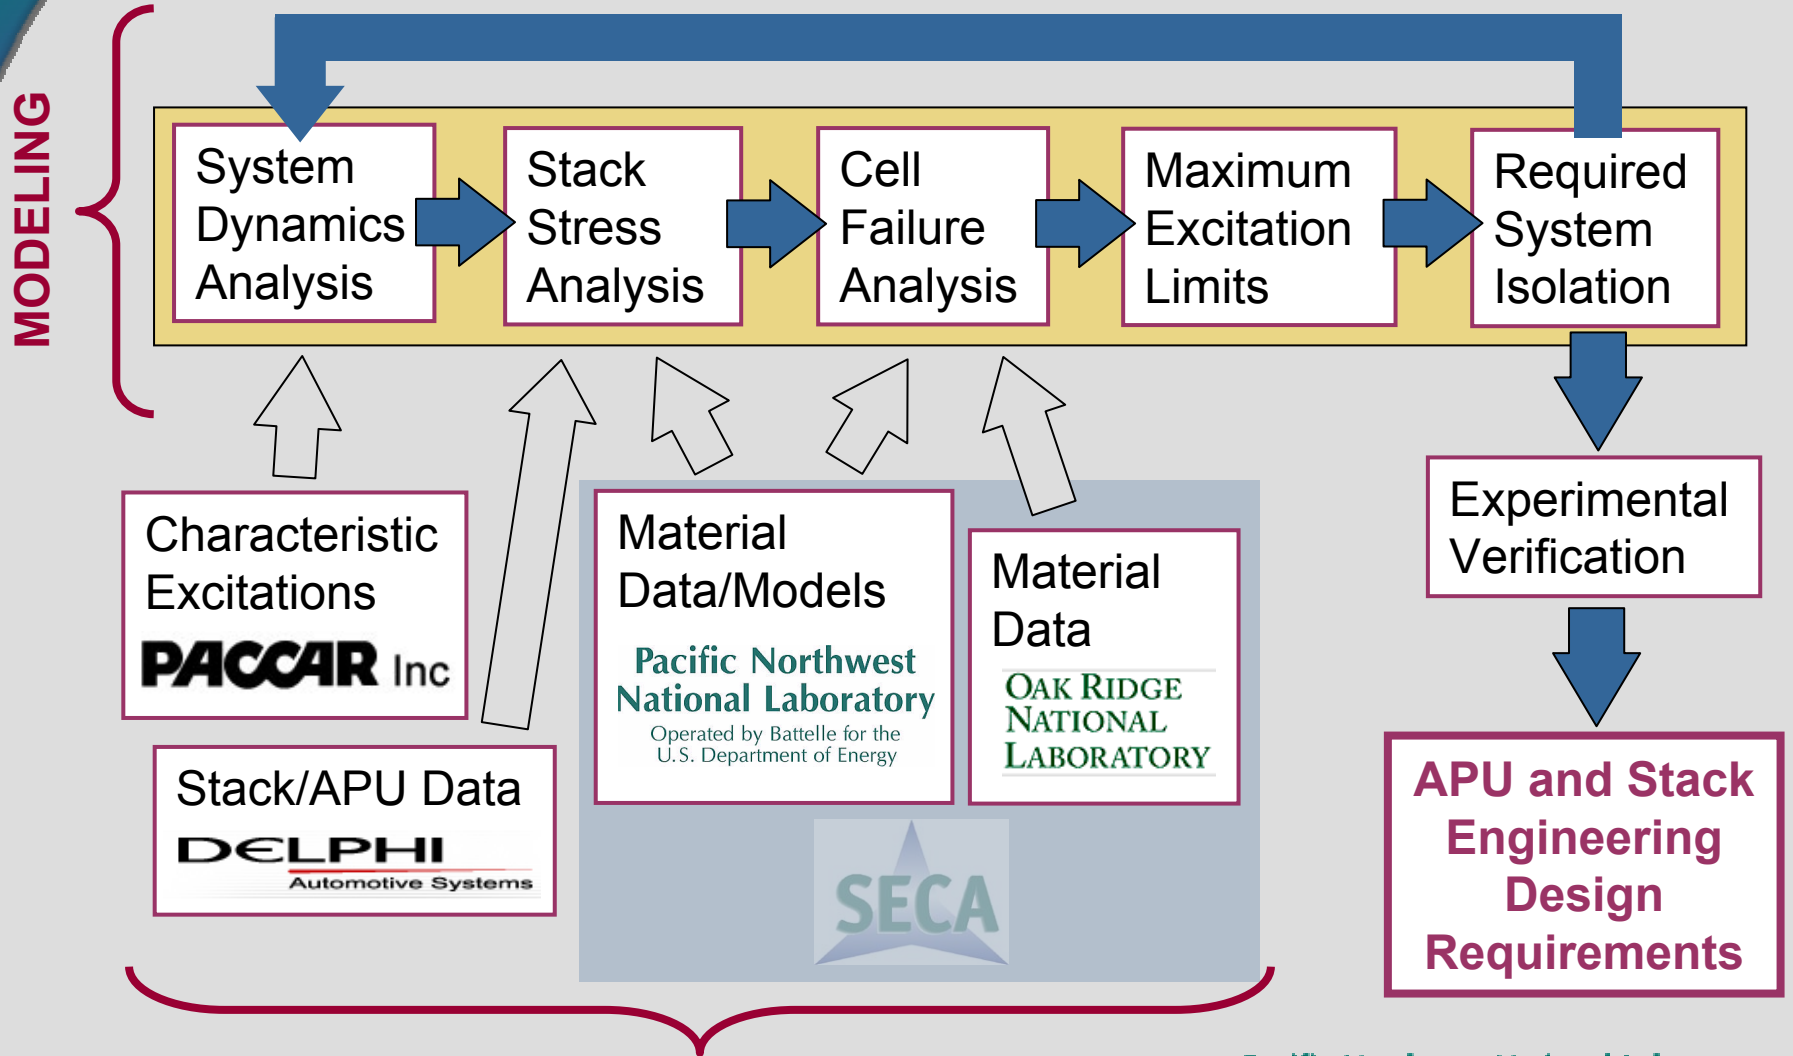 MODELING
System
Dynamics
Analysis
Stack
Stress
Analysis
Cell
Failure
Analysis
Maximum
Excitation
Limits
Required
System
Isolation
Characteristic
Excitations
PACCAR Inc
Stack/APU Data
DELPHI
Automotive Systems
Material
Data/Models
Pacific Northwest
National Laboratory
Operated by Battelle for the
U.S. Department of Energy
Material
Data
OAK RIDGE
NATIONAL
LABORATORY
SECA
Experimental
Verification
APU and Stack
Engineering
Design
Requirements